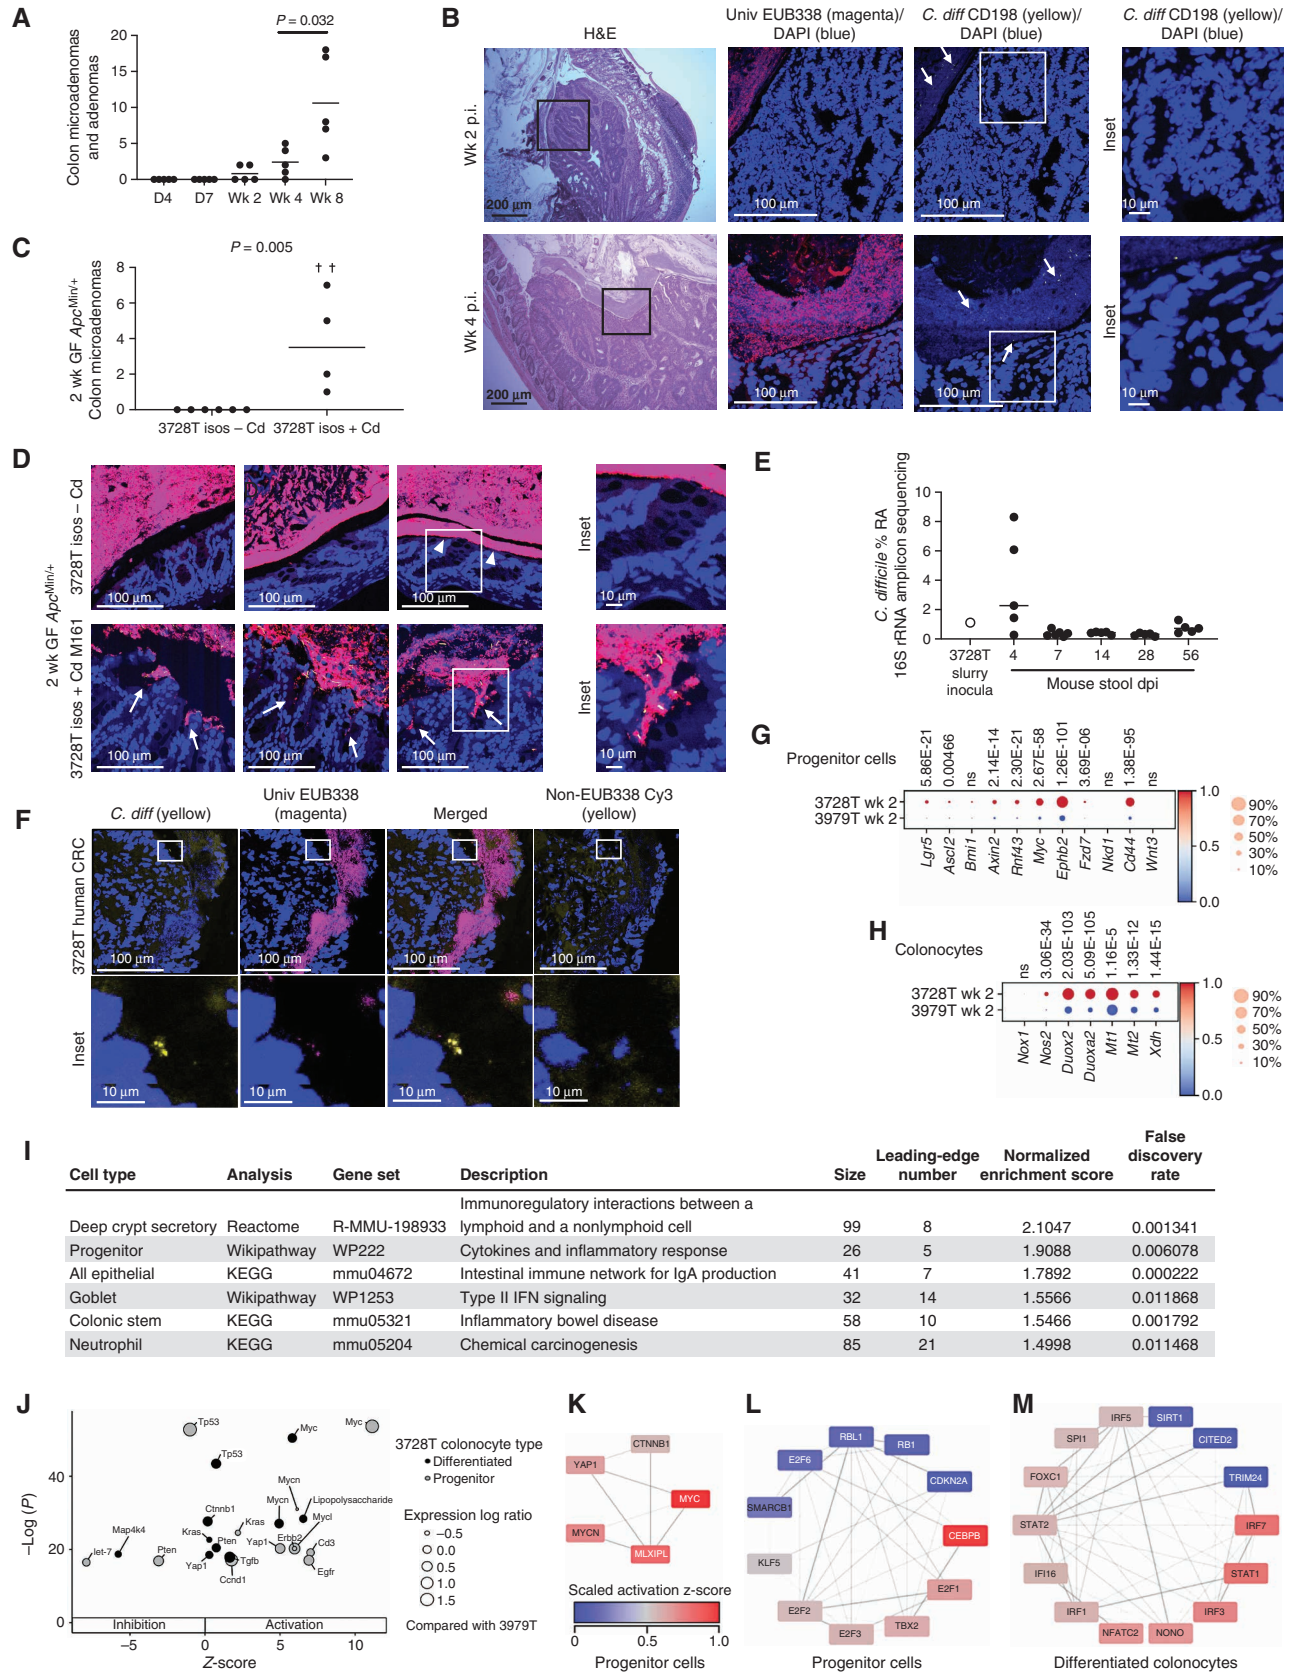 A
P = 0.032
Colon microadenomas
and adenomas
20
15
10
5
0
D4 D7 Wk 2 Wk 4 Wk 8
B
H&E
Univ EUB338 (magenta)/
DAPI (blue)
C. diff CD198 (yellow)/
DAPI (blue)
C. diff CD198 (yellow)/
DAPI (blue)
Wk 2 p.i.
200 µm
100 µm
100 µm
Inset
10 µm
Wk 4 p.i.
200 µm
100 µm
100 µm
Inset
10 µm
C
P = 0.005
2 wk GF ApcMin/+
Colon microadenomas
8
6
4
2
0
† †
3728T isos – Cd 3728T isos + Cd
D
2 wk GF ApcMin/+
3728T isos – Cd
100 µm
100 µm
100 µm
Inset
10 µm
3728T isos + Cd M161
100 µm
100 µm
100 µm
Inset
10 µm
E
C. difficile % RA
16S rRNA amplicon sequencing
10
8
6
4
2
0
3728T
slurry
inocula
4 7 14 28 56
Mouse stool dpi
F
C. diff (yellow)
Univ EUB338
(magenta)
Merged
Non-EUB338 Cy3
(yellow)
3728T human CRC
100 µm
100 µm
100 µm
100 µm
Inset
10 µm
10 µm
10 µm
10 µm
G
Progenitor cells
5.86E-21
0.00466
ns
2.14E-14
2.30E-21
2.67E-58
1.26E-101
3.69E-06
ns
1.38E-95
ns
3728T wk 2
3979T wk 2
Lgr5
Ascl2
Bmi1
Axin2
Rnf43
Myc
Ephb2
Fzd7
Nkd1
Cd44
Wnt3
1.0
0.5
0.0
90%
70%
50%
30%
10%
H
Colonocytes
ns
3.06E-34
2.03E-103
5.09E-105
1.16E-5
1.33E-12
1.44E-15
3728T wk 2
3979T wk 2
Nox1
Nos2
Duox2
Duoxa2
Mt1
Mt2
Xdh
1.0
0.5
0.0
90%
70%
50%
30%
10%
I
Cell type Analysis Gene set Description Size Leading-edge number Normalized enrichment score False discovery rate
Deep crypt secretory Reactome R-MMU-198933 Immunoregulatory interactions between a lymphoid and a nonlymphoid cell 99 8 2.1047 0.001341
Progenitor Wikipathway WP222 Cytokines and inflammatory response 26 5 1.9088 0.006078
All epithelial KEGG mmu04672 Intestinal immune network for IgA production 41 7 1.7892 0.000222
Goblet Wikipathway WP1253 Type II IFN signaling 32 14 1.5566 0.011868
Colonic stem KEGG mmu05321 Inflammatory bowel disease 58 10 1.5466 0.001792
Neutrophil KEGG mmu05204 Chemical carcinogenesis 85 21 1.4998 0.011468
J
–Log (P)
40
20
0
Tp53
Myc
Myc
Tp53
Mycn
Mycn
Lipopolysaccharide
Ctnnb1
Mycl
Map4k4
Kras
Kras
Erbb2
let-7
Pten
Pten
Yap1
Cd3
Yap1
Tgfb
Egfr
Ccnd1
Inhibition Activation
–5 0 5 10
Z-score
3728T colonocyte type
Differentiated
Progenitor
Expression log ratio
–0.5
0.0
0.5
1.0
1.5
Compared with 3979T
K
CTNNB1
YAP1
MYC
MYCN
MLXIPL
Scaled activation z-score
0 0.5 1.0
Progenitor cells
L
RBL1
RB1
E2F6
CDKN2A
SMARCB1
CEBPB
KLF5
E2F1
E2F2
TBX2
E2F3
Progenitor cells
M
IRF5
SIRT1
SPI1
CITED2
FOXC1
TRIM24
STAT2
IRF7
IFI16
STAT1
IRF1
IRF3
NFATC2
NONO
Differentiated colonocytes